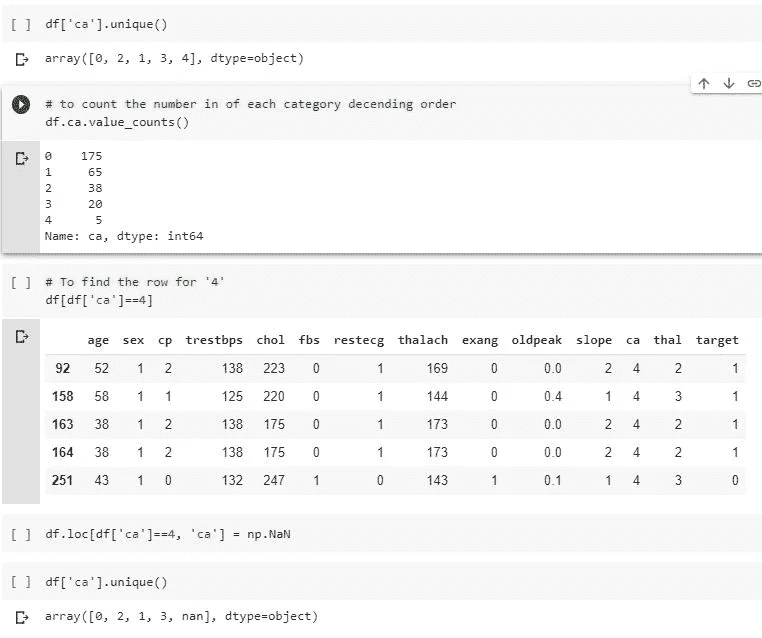 [ ] df['ca'].unique()
array([0, 2, 1, 3, 4], dtype=object)
# to count the number in of each category decending order
df.ca.value_counts()
0 175
1 65
2 38
3 20
4 5
Name: ca, dtype: int64
[ ] # To find the row for '4'
df[df['ca']==4]
age sex cp trestbps chol fbs restecg thalach exang oldpeak slope ca thal target
92 52 1 2 138 223 0 1 169 0 0.0 2 4 2 1
158 58 1 1 125 220 0 1 144 0 0.4 1 4 3 1
163 38 1 2 138 175 0 1 173 0 0.0 2 4 2 1
164 38 1 2 138 175 0 1 173 0 0.0 2 4 2 1
251 43 1 0 132 247 1 0 143 1 0.1 1 4 3 0
[ ] df.loc[df['ca']==4, 'ca'] = np.NaN
[ ] df['ca'].unique()
array([0, 2, 1, 3, nan], dtype=object)